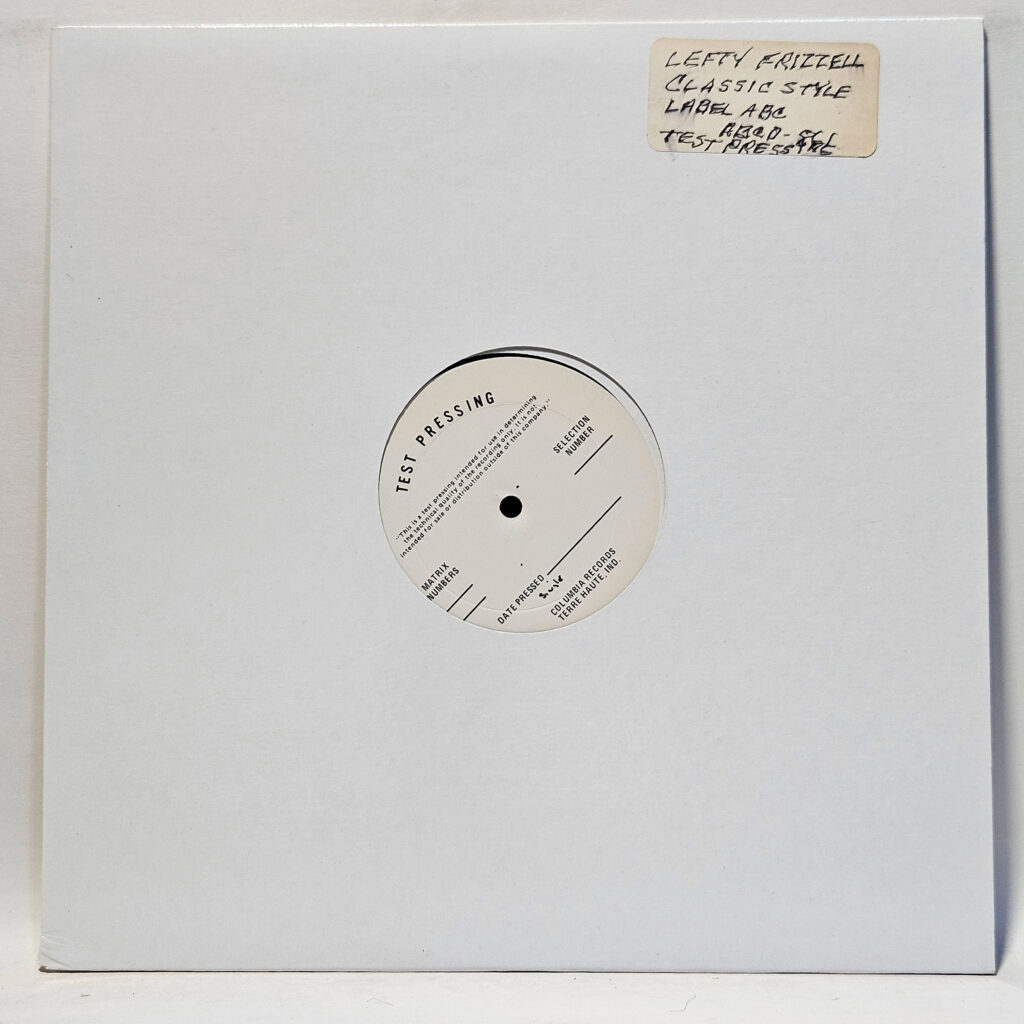 LEFTY FRIZZELL
CLASSIC STYLE
LABEL ABC
ABCD-861
TEST PRESSING
TEST PRESSING
"This is a test pressing intended for use in determining
the technical quality of the recording only. It is not
intended for sale or distribution outside of this company."
SELECTION
NUMBER
MATRIX
NUMBERS
DATE PRESSED
COLUMBIA RECORDS
TERRE HAUTE, IND.